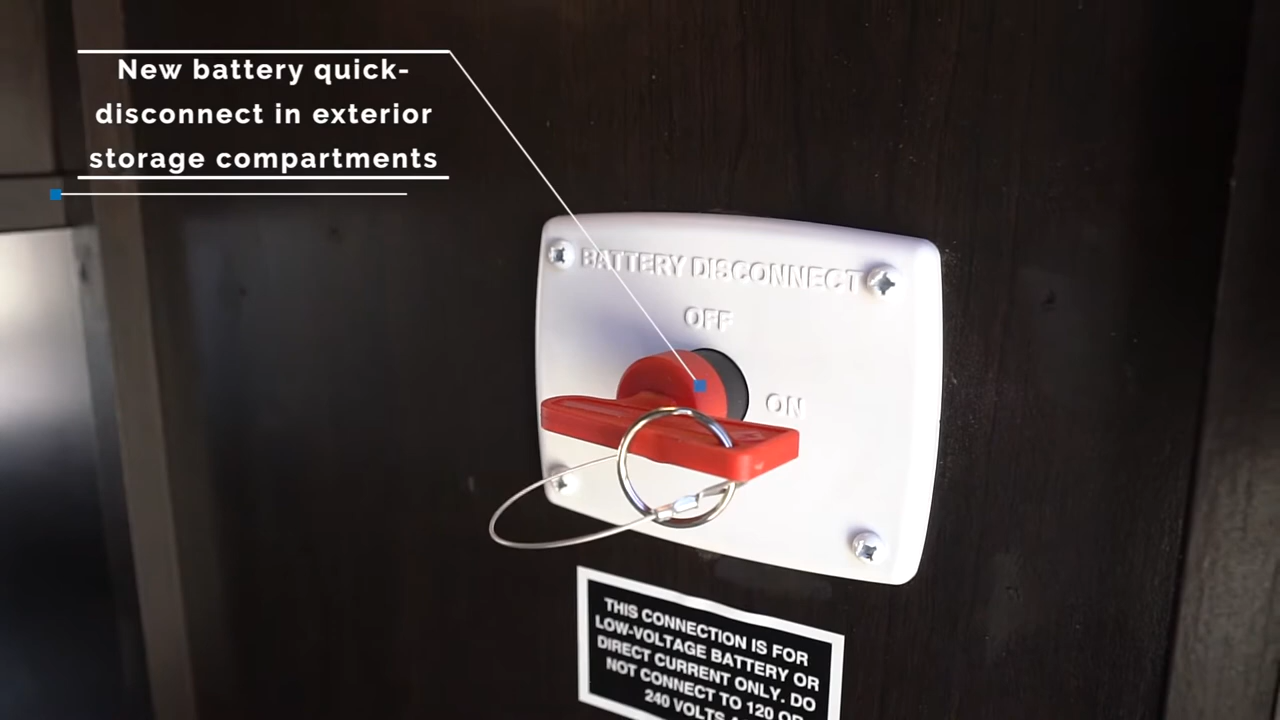 New battery quick-
disconnect in exterior
storage compartments
BATTERY DISCONNECT
OFF
ON
THIS CONNECTION IS FOR
LOW-VOLTAGE BATTERY OR
DIRECT CURRENT ONLY. DO
NOT CONNECT TO 120 OR
240 VOLTS